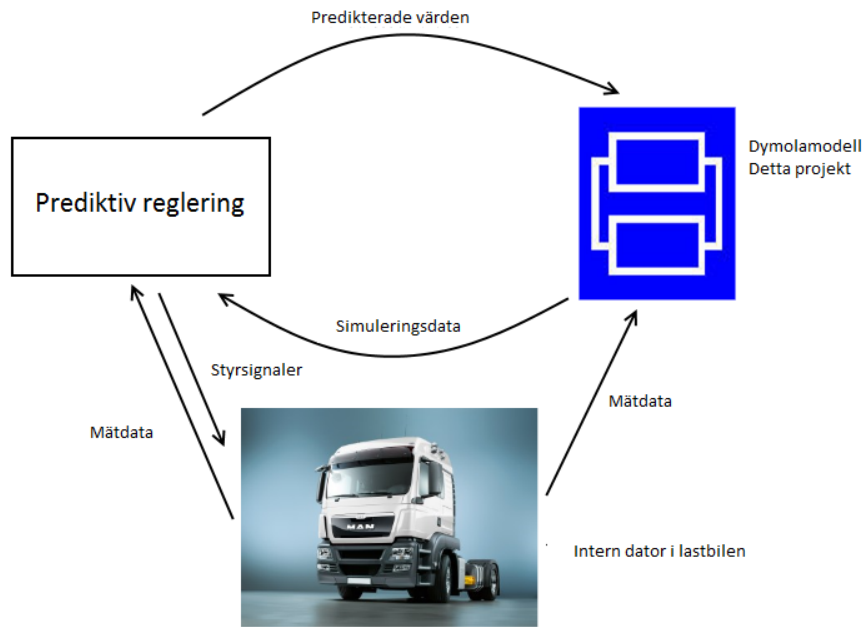 Predikterade värden
Dymolamodell
Detta projekt
Prediktiv reglering
Simuleringsdata
Styrsignaler
Mätdata
Mätdata
MAN
Intern dator i lastbilen